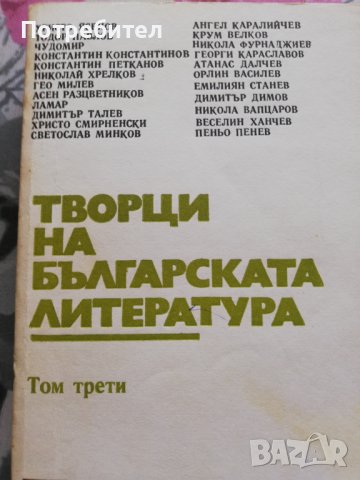 Потребител
ЧУДОМИР
КОНСТАНТИН КОНСТАНТИНОВ
КОНСТАНТИН ПЕТКАНОВ
НИКОЛАЙ ХРЕЛКОВ
ГЕО МИЛЕВ
АСЕН РАЗЦВЕТНИКОВ
ЛАМАР
ДИМИТЪР ТАЛЕВ
ХРИСТО СМИРНЕНСКИ
СВЕТОСЛАВ МИНКОВ
АНГЕЛ КАРАЛИЙЧЕВ
КРУМ ВЕЛКОВ
НИКОЛА ФУРНАДЖИЕВ
ГЕОРГИ КАРАСЛАВОВ
АТАНАС ДАЛЧЕВ
ОРЛИН ВАСИЛЕВ
ЕМИЛИЯН СТАНЕВ
ДИМИТЪР ДИМОВ
НИКОЛА ВАПЦАРОВ
ВЕСЕЛИН ХАНЧЕВ
ПЕНЬО ПЕНЕВ
ТВОРЦИ
НА
БЪЛГАРСКАТА
ЛИТЕРАТУРА
Том трети
BAZAR